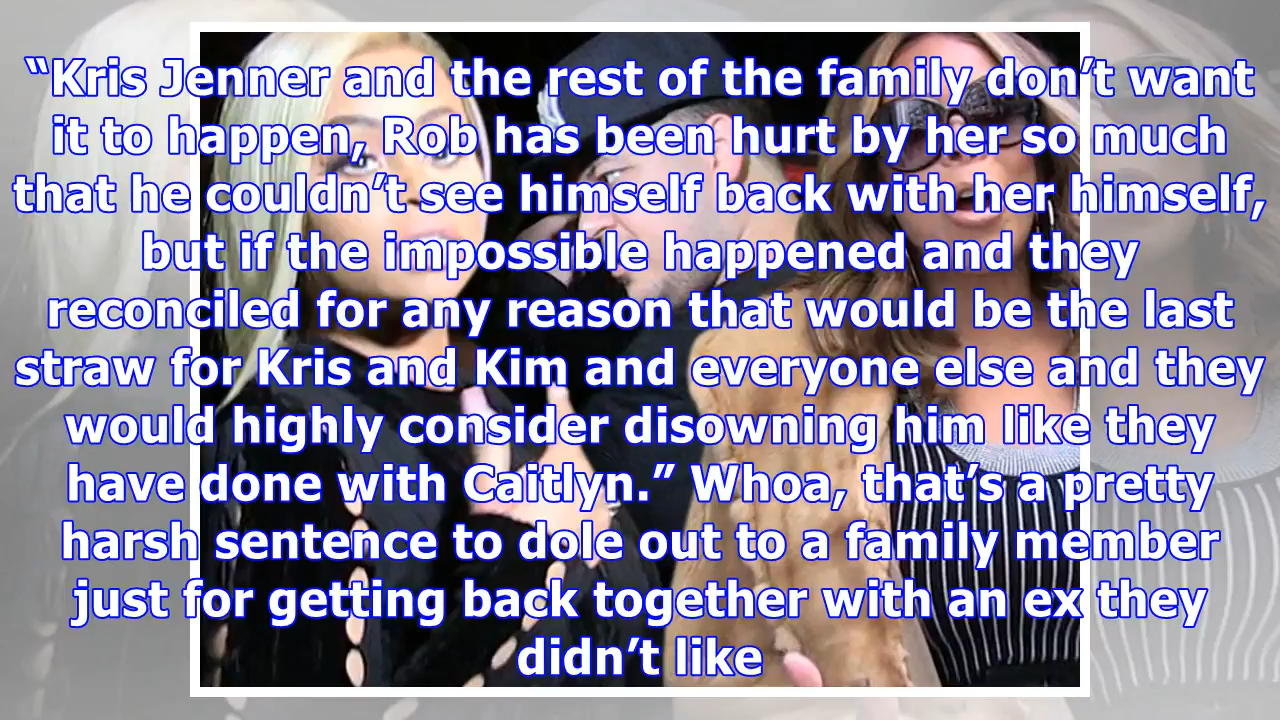 “Kris Jenner and the rest of the family don’t want
it to happen, Rob has been hurt by her so much
that he couldn’t see himself back with her himself,
but if the impossible happened and they
reconciled for any reason that would be the last
straw for Kris and Kim and everyone else and they
would highly consider disowning him like they
have done with Caitlyn.” Whoa, that’s a pretty
harsh sentence to dole out to a family member
just for getting back together with an ex they
didn’t like